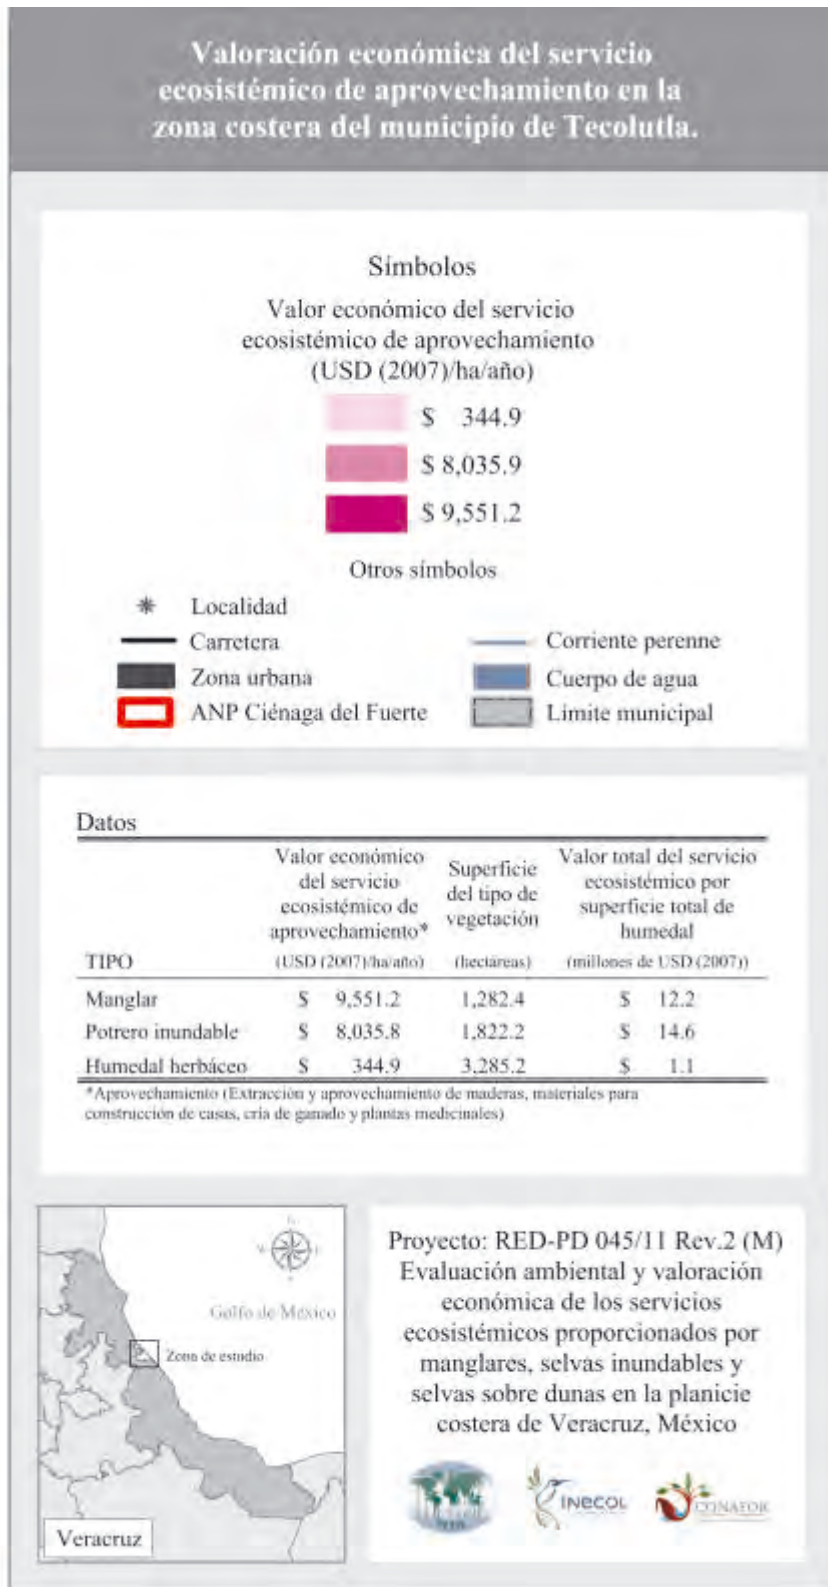 Valoración económica del servicio
ecosistémico de aprovechamiento en la
zona costera del municipio de Tecolutla.
Símbolos
Valor económico del servicio
ecosistémico de aprovechamiento
(USD (2007)/ha/año)
$ 344.9
$ 8,035.9
$ 9,551.2
Otros símbolos
Localidad
Carretera
Corriente perenne
Zona urbana
Cuerpo de agua
ANP Ciénaga del Fuerte
Límite municipal
Datos
TIPO
Valor económico
del servicio
ecosistémico de
aprovechamiento*
(USD (2007)/ha/año)
Superficie
del tipo de
vegetación
(hectáreas)
Valor total del servicio
ecosistémico por
superficie total de
humedal
(millones de USD (2007))
Manglar $ 9,551.2 1,282.4 $ 12.2
Potrero inundable $ 8,035.8 1,822.2 $ 14.6
Humedal herbáceo $ 344.9 3,285.2 $ 1.1
*Aprovechamiento (Extracción y aprovechamiento de maderas, materiales para
construcción de casas, cría de ganado y plantas medicinales)
Golfo de México
Zona de estudio
Veracruz
Proyecto: RED-PD 045/11 Rev.2 (M)
Evaluación ambiental y valoración
económica de los servicios
ecosistémicos proporcionados por
manglares, selvas inundables y
selvas sobre dunas en la planicie
costera de Veracruz, México
INECOL
CONAFOR